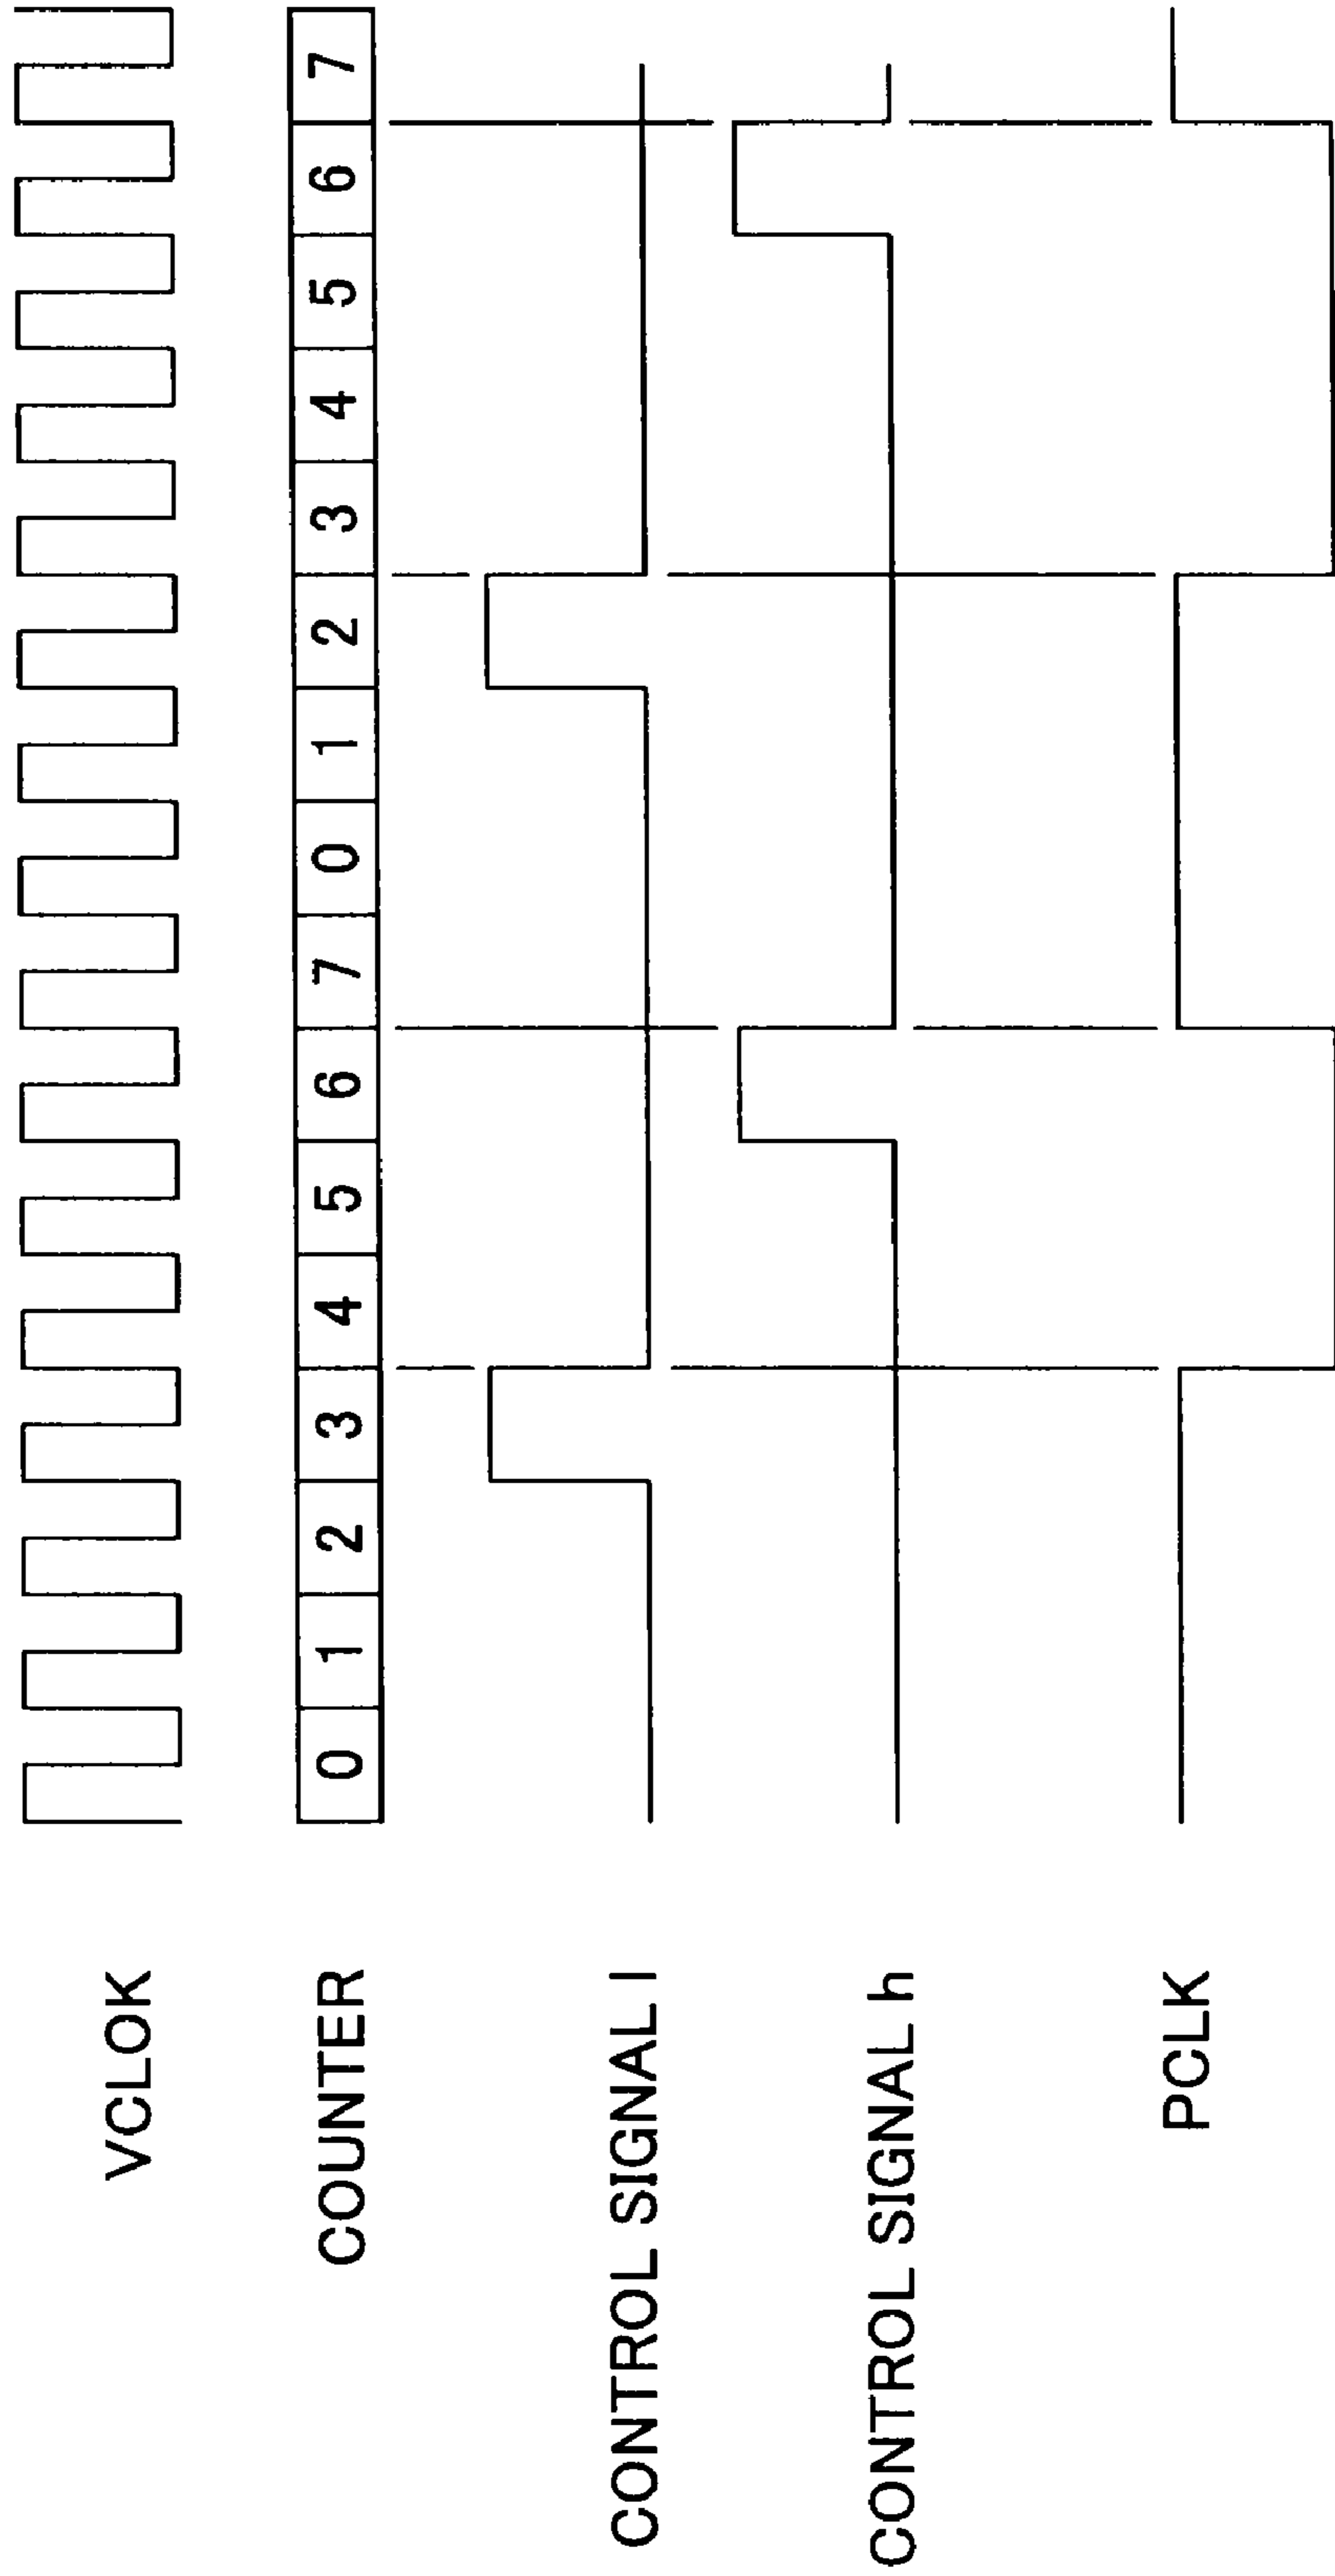 VCLOK
COUNTER 0 1 2 3 4 5 6 7 0 1 2 3 4 5 6 7
CONTROL SIGNAL l
CONTROL SIGNAL h
PCLK